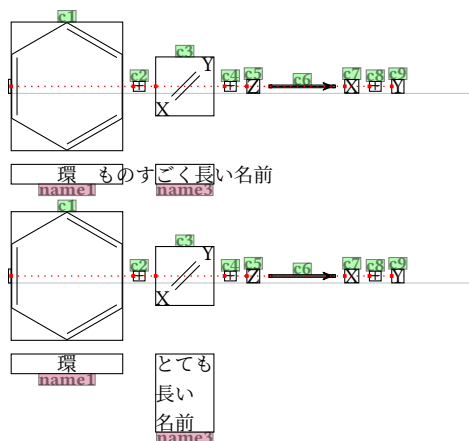 c1
c2 c3 c4 c5 c6 c7 c8 c9
Y
X
Z X Y
環 ものすごく長い名前
name1 name3
c1
c2 c3 c4 c5 c6 c7 c8 c9
Y
X
Z X Y
環 とても
長い
名前
name1
name3